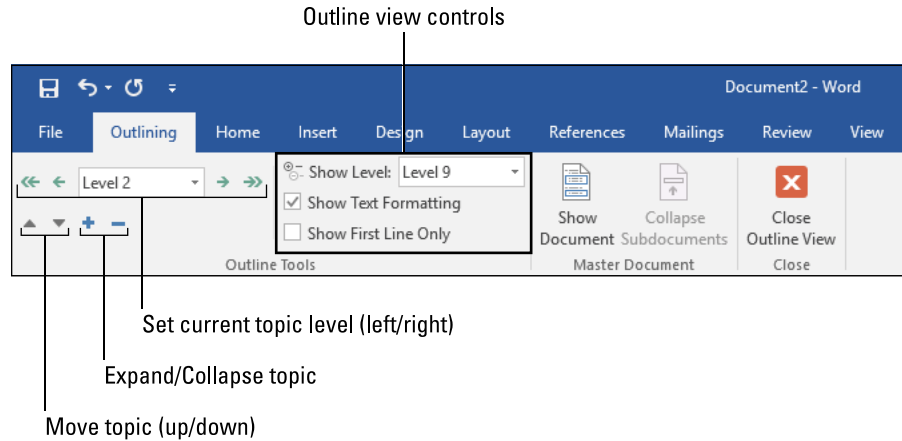 Outline view controls
Document2 - Word
File Outlining Home Insert Design Layout References Mailings Review View
Level 2
Show Level: Level 9
Show Text Formatting
Show First Line Only
Show
Document
Collapse
Subdocuments
Close
Outline View
Outline Tools Master Document Close
Set current topic level (left/right)
Expand/Collapse topic
Move topic (up/down)